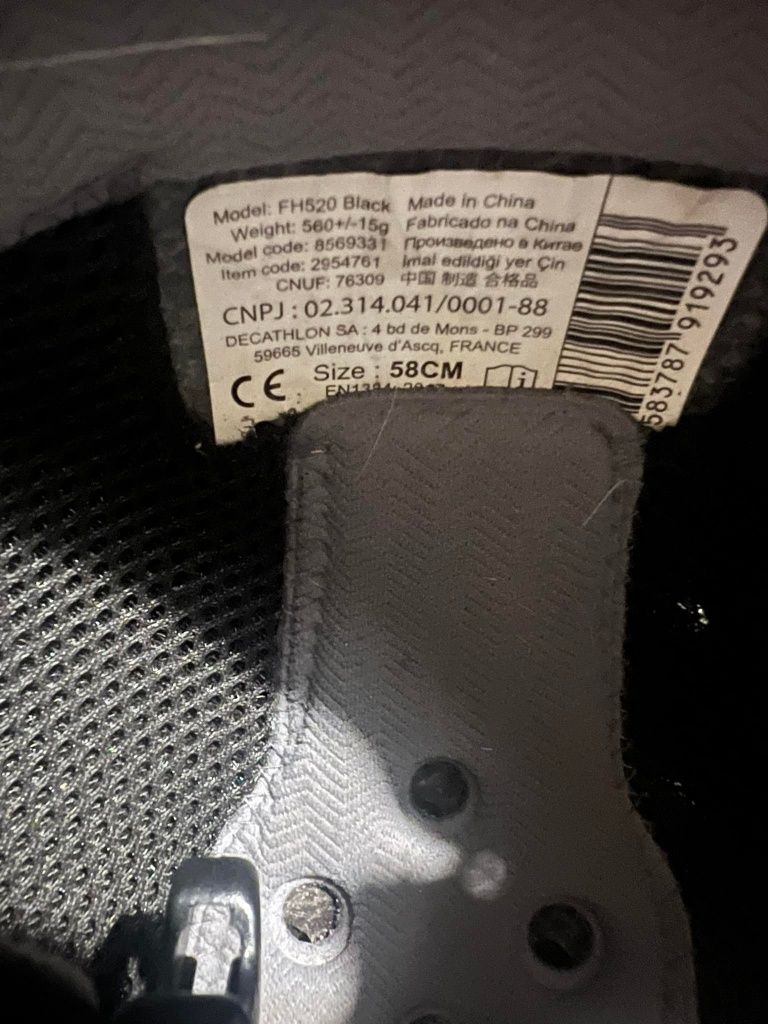 Model: FH520 Black
Weight: 560+/-15g
Model code: 8569331
Item code: 2954761
CNUF: 76309
Made in China
Fabricado na China
Произведено в Китае
İmal edildiği yer Çin
中国 制造 合格品
CNPJ : 02.314.041/0001-88
DECATHLON SA : 4 bd de Mons - BP 299
59665 Villeneuve d'Ascq, FRANCE
CE
Size : 58CM
583787 919293